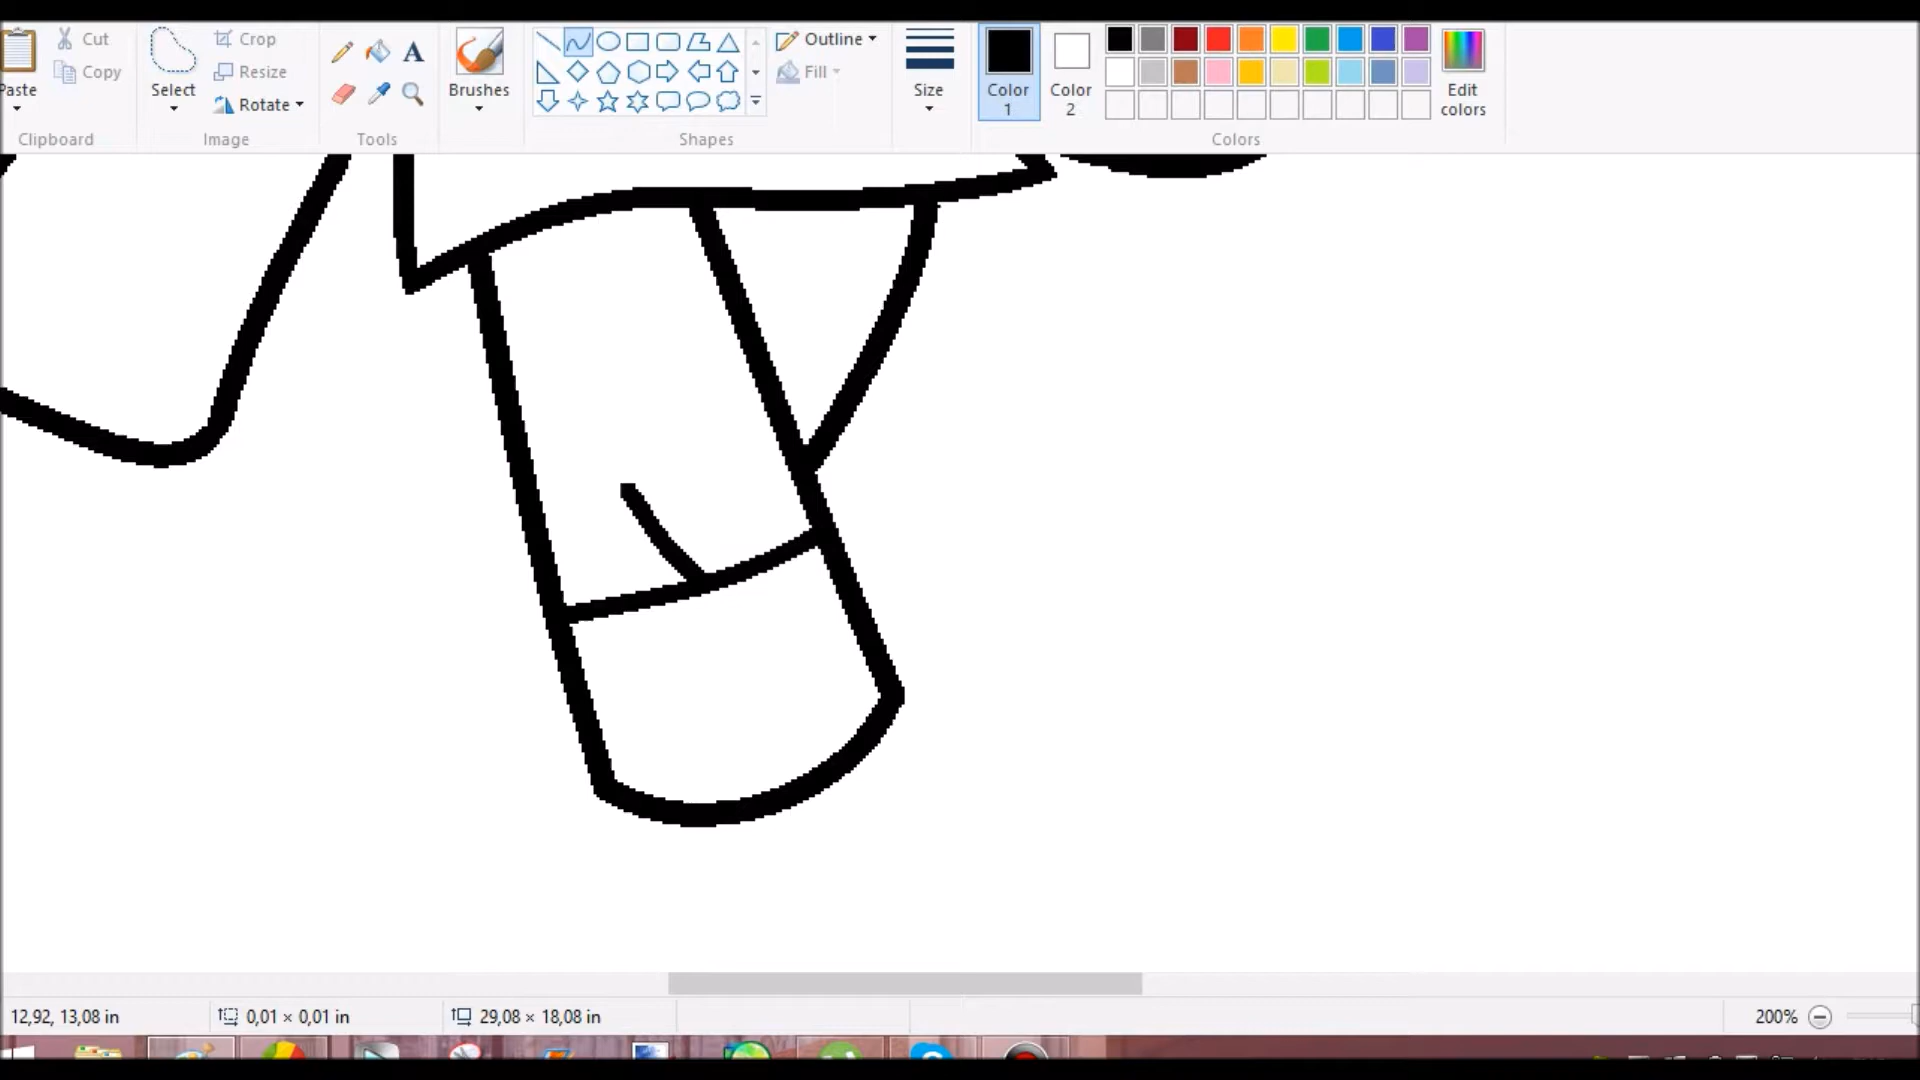 Paste
Cut
Copy
Clipboard
Select
Crop
Resize
Rotate
Image
A
Tools
Brushes
Outline
Fill
Shapes
Size
Color
1
Color
2
Edit
colors
Colors
12,92, 13,08 in
0,01 × 0,01 in
29,08 × 18,08 in
200%